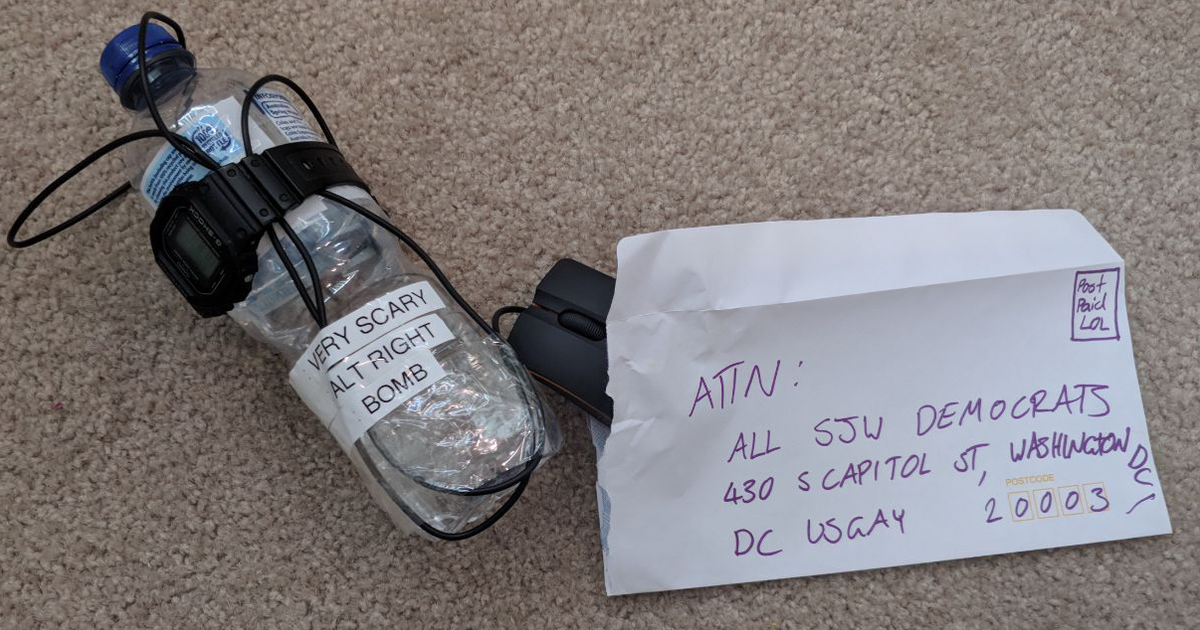 G-SHOCK
VERY SCARY
ALT RIGHT
BOMB
Post
Paid
LOL
ATTN:
ALL SJW DEMOCRATS
430 S CAPITOL ST, WASHINGTON DC
POSTCODE
DC USGAY 20003